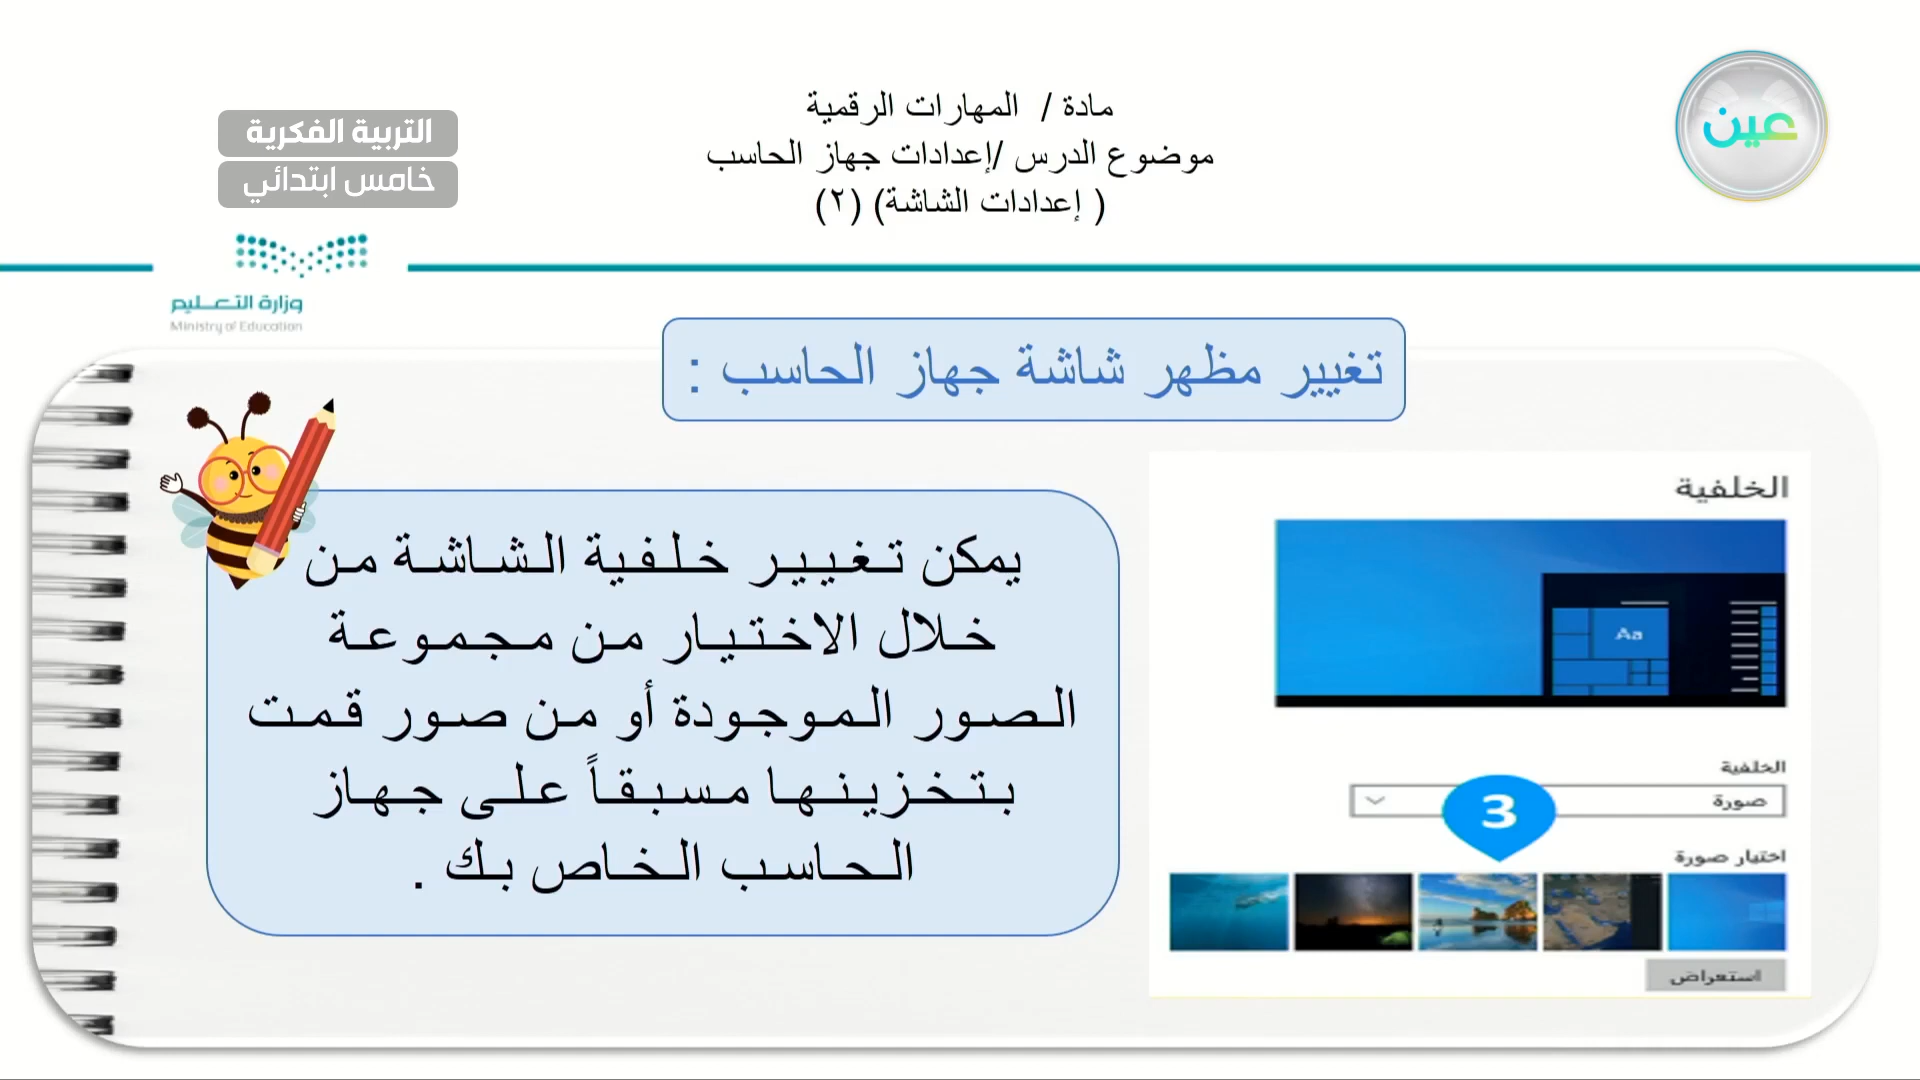 مادة / المهارات الرقمية
موضوع الدرس /إعدادات جهاز الحاسب
( إعدادات الشاشة) (٢)
عين
التربية الفكرية
خامس ابتدائي
وزارة التعليم
Ministry of Education
تغيير مظهر شاشة جهاز الحاسب :
الخلفية
Aa
الخلفية
صورة
3
اختيار صورة
استعراض
يمكن تغيير خلفية الشاشة من
خلال الاختيار من مجموعة
الصور الموجودة أو من صور قمت
بتخزينها مسبقاً على جهاز
الحاسب الخاص بك .